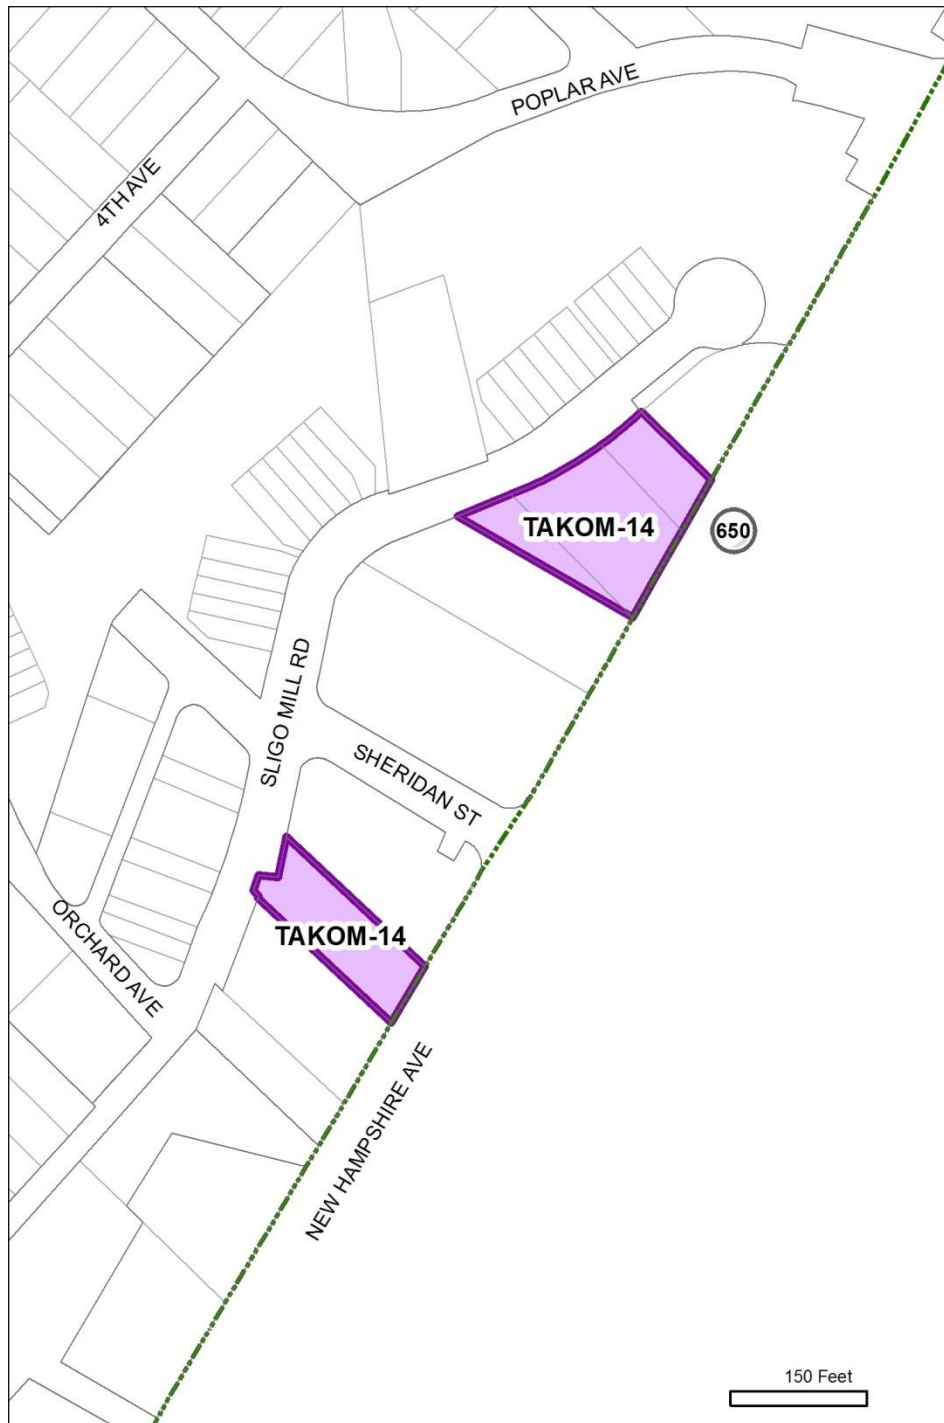 POPLAR AVE
4TH AVE
TAKOM-14
650
SLIGO MILL RD
SHERIDAN ST
ORCHARD AVE
TAKOM-14
NEW HAMPSHIRE AVE
150 Feet